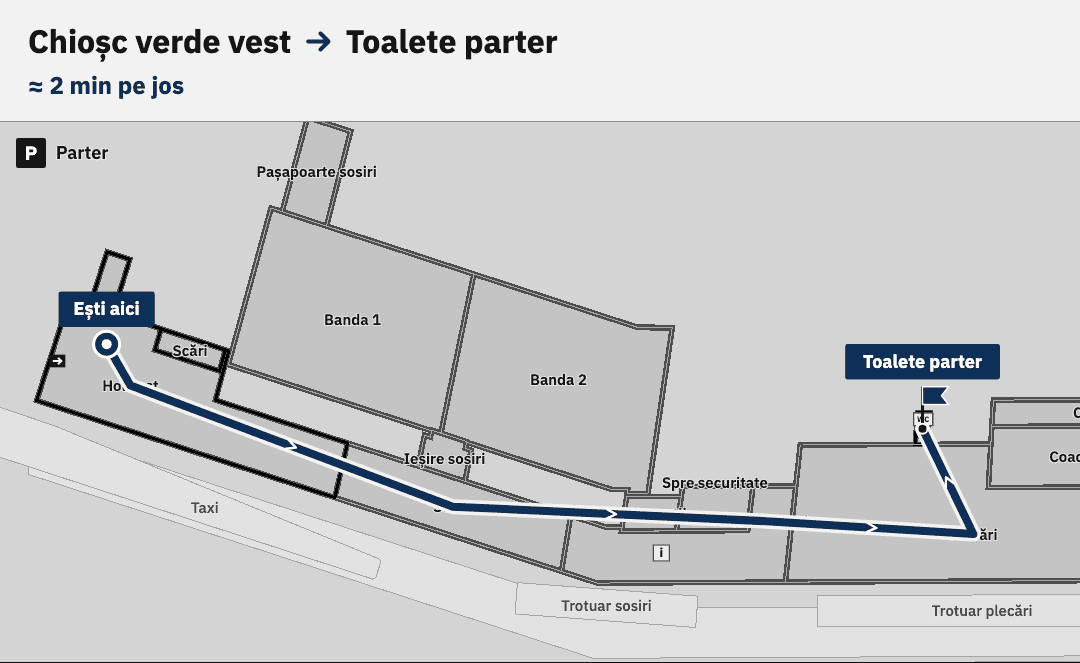 Chioșc verde vest → Toalete parter
≈ 2 min pe jos
P Parter
Pașapoarte sosiri
Ești aici
Banda 1
Scări
Banda 2
Toalete parter
WC
Ieșire sosiri
Spre securitate
Taxi
i
Trotuar sosiri
Trotuar plecări